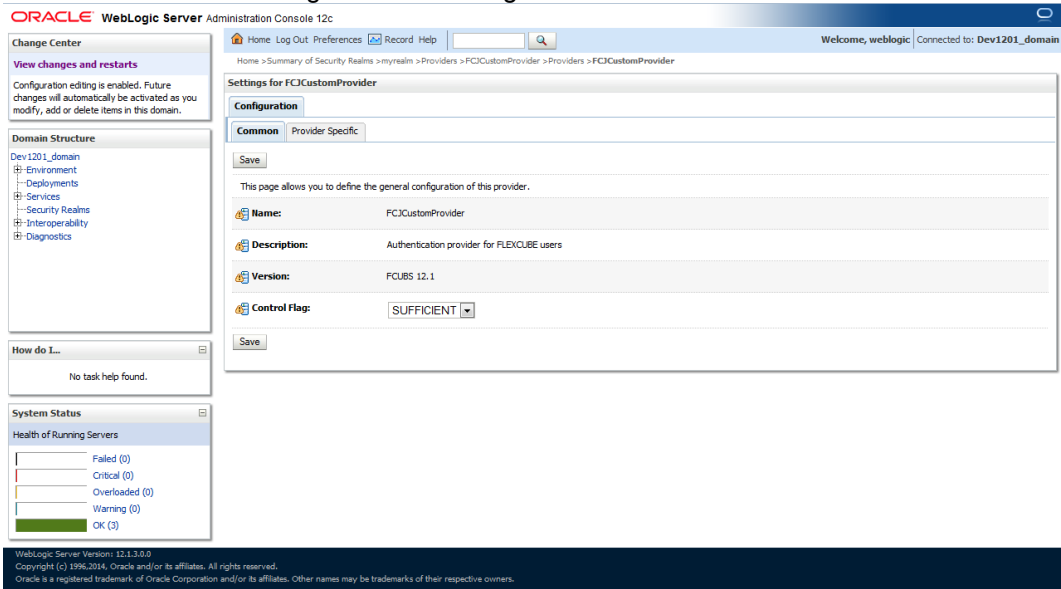 ORACLE WebLogic Server Administration Console 12c
Change Center
View changes and restarts
Configuration editing is enabled. Future
changes will automatically be activated as you
modify, add or delete items in this domain.
Domain Structure
Dev1201_domain
Environment
Deployments
Services
Security Realms
Interoperability
Diagnostics
How do I...
No task help found.
System Status
Health of Running Servers
Failed (0)
Critical (0)
Overloaded (0)
Warning (0)
OK (3)
Home Log Out Preferences Record Help
Welcome, weblogic Connected to: Dev1201_domain
Home >Summary of Security Realms >myrealm >Providers >FCJCustomProvider >Providers >FCJCustomProvider
Settings for FCJCustomProvider
Configuration
Common Provider Specific
Save
This page allows you to define the general configuration of this provider.
Name: FCJCustomProvider
Description: Authentication provider for FLEXCUBE users
Version: FCUBS 12.1
Control Flag: SUFFICIENT
Save
WebLogic Server Version: 12.1.3.0.0
Copyright (c) 1996,2014, Oracle and/or its affiliates. All rights reserved.
Oracle is a registered trademark of Oracle Corporation and/or its affiliates. Other names may be trademarks of their respective owners.